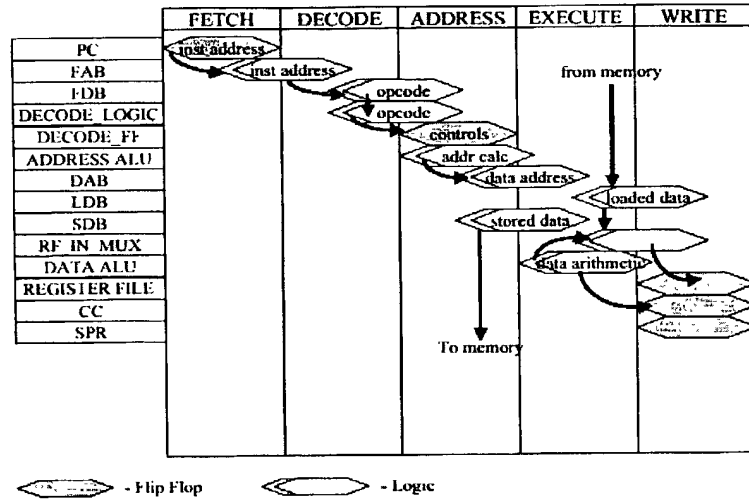 FETCH DECODE ADDRESS EXECUTE WRITE
PC inst address
FAB inst address from memory
FDB opcode
DECODE_LOGIC opcode
DECODE_FF controls
ADDRESS ALU addr calc
DAB data address
LDB loaded data
SDB stored data
RF_IN_MUX
DATA ALU data arithmetic
REGISTER FILE
CC
SPR
To memory
- Flip Flop - Logic